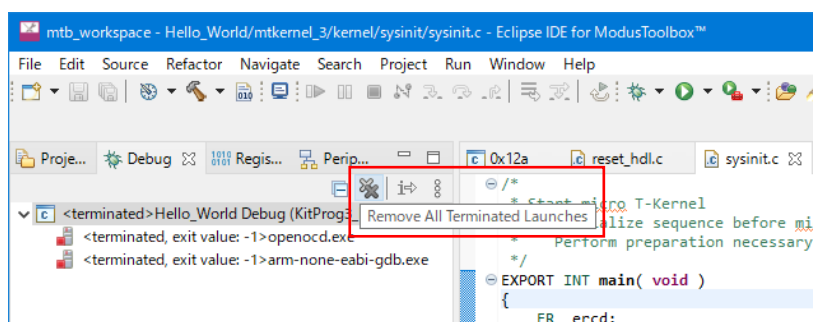 mtb_workspace - Hello_World/mtkernel_3/kernel/sysinit/sysinit.c - Eclipse IDE for ModusToolbox™
File Edit Source Refactor Navigate Search Project Run Window Help
Proje... Debug Regis... Perip... 0x12a reset_hdl.c sysinit.c
/*
<terminated>Hello_World Debug (KitProg3_
Remove All Terminated Launches
* Start micro T-Kernel
alize sequence before mi
<terminated, exit value: -1>openocd.exe
* Perform preparation necessary
<terminated, exit value: -1>arm-none-eabi-gdb.exe
*/
EXPORT INT main( void )
{
ER ercd;